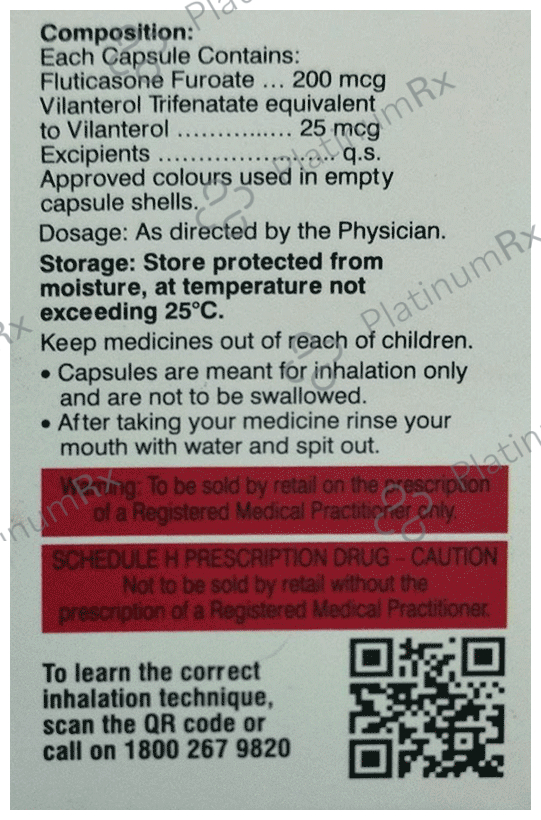 Composition:
Each Capsule Contains:
Fluticasone Furoate ... 200 mcg
Vilanterol Trifenatate equivalent
to Vilanterol ................ 25 mcg
Excipients ......................... q.s.
Approved colours used in empty
capsule shells.
Dosage: As directed by the Physician.
Storage: Store protected from
moisture, at temperature not
exceeding 25°C.
Keep medicines out of reach of children.
• Capsules are meant for inhalation only
and are not to be swallowed.
• After taking your medicine rinse your
mouth with water and spit out.
Warning: To be sold by retail on the prescription
of a Registered Medical Practitioner only.
SCHEDULE H PRESCRIPTION DRUG – CAUTION
Not to be sold by retail without the
prescription of a Registered Medical Practitioner.
To learn the correct
inhalation technique,
scan the QR code or
call on 1800 267 9820
PlatinumRx
PlatinumRx
PlatinumRx